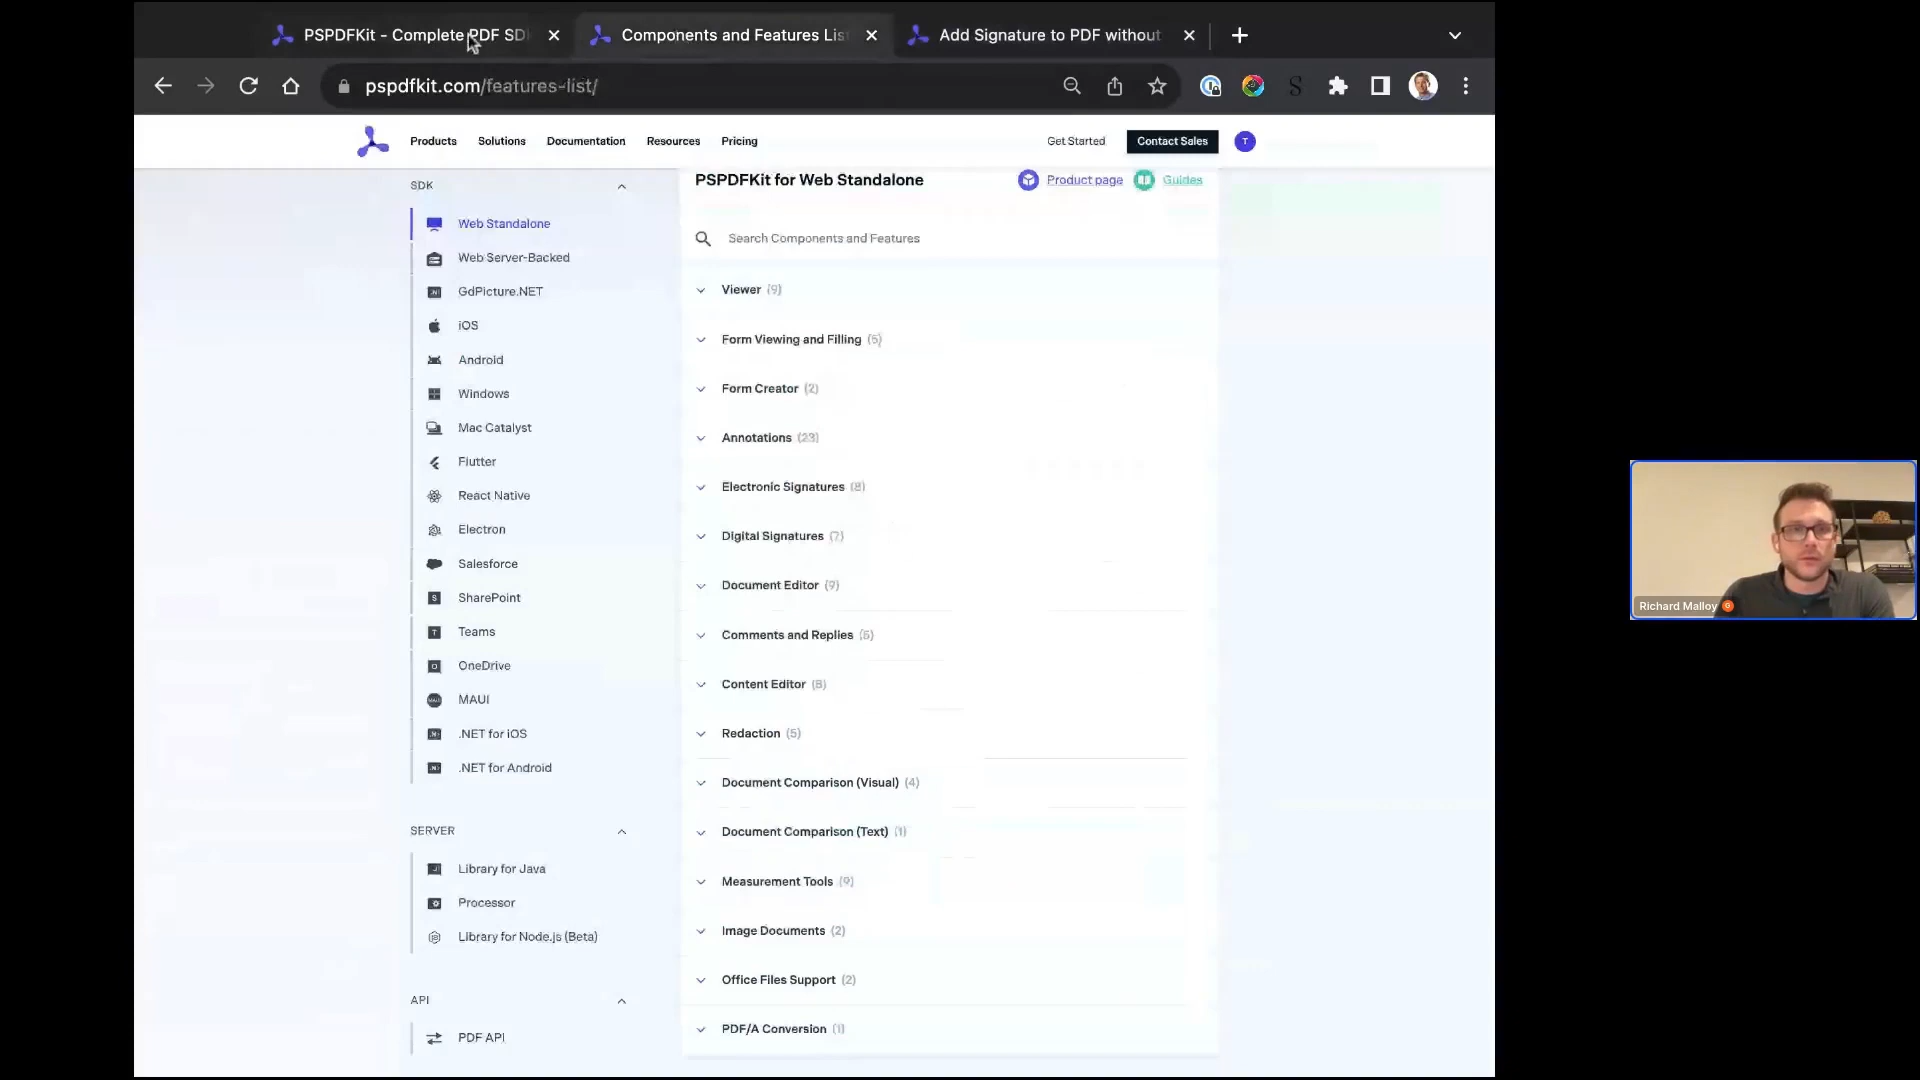 PSPDFKit - Complete PDF SD
Components and Features Lis
Add Signature to PDF without
pspdfkit.com/features-list/
Products
Solutions
Documentation
Resources
Pricing
Get Started
Contact Sales
T
SDK
Web Standalone
Web Server-Backed
GdPicture.NET
iOS
Android
Windows
Mac Catalyst
Flutter
React Native
Electron
Salesforce
SharePoint
Teams
OneDrive
MAUI
.NET for iOS
.NET for Android
SERVER
Library for Java
Processor
Library for Node.js (Beta)
API
PDF API
PSPDFKit for Web Standalone
Product page
Guides
Search Components and Features
Viewer (9)
Form Viewing and Filling (5)
Form Creator (2)
Annotations (23)
Electronic Signatures (8)
Digital Signatures (7)
Document Editor (9)
Comments and Replies (5)
Content Editor (8)
Redaction (5)
Document Comparison (Visual) (4)
Document Comparison (Text) (1)
Measurement Tools (9)
Image Documents (2)
Office Files Support (2)
PDF/A Conversion (1)
Richard Malloy